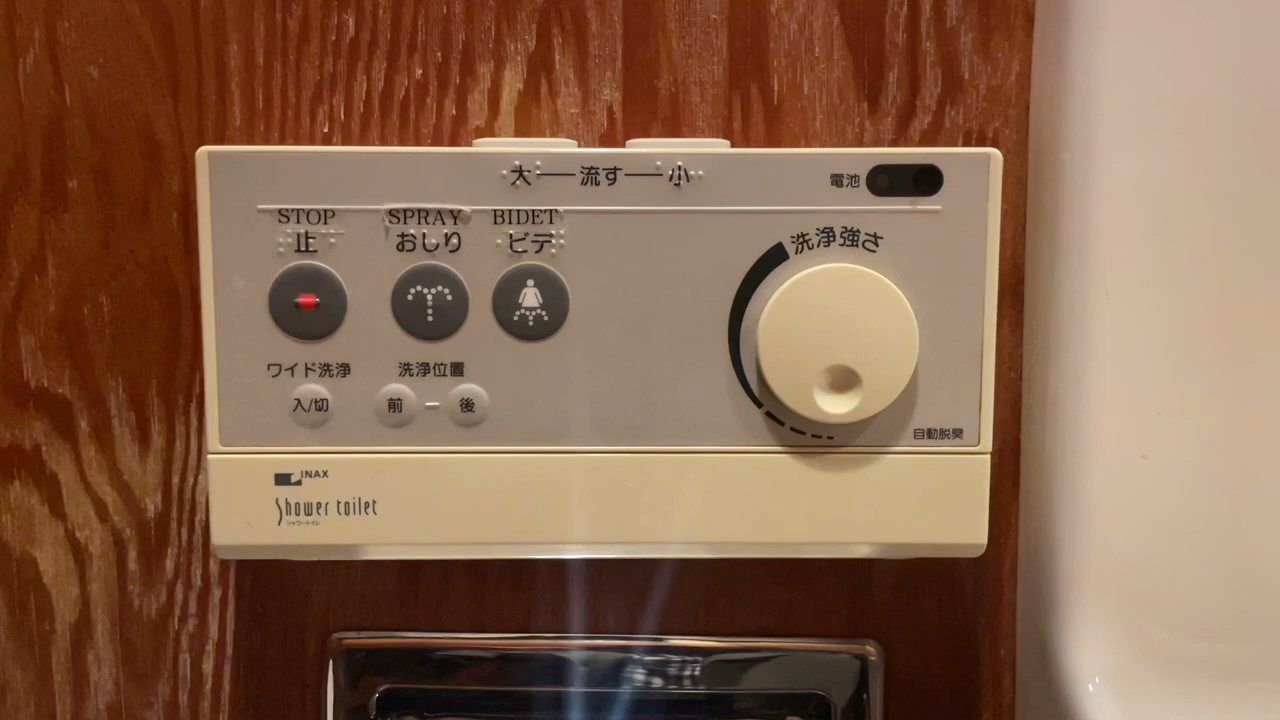 大—流す—小
電池
STOP SPRAY BIDET
止 おしり ビデ
洗浄強さ
ワイド洗浄 洗浄位置
入/切 前 - 後
自動脱臭
INAX
Shower toilet
シャワートイレ